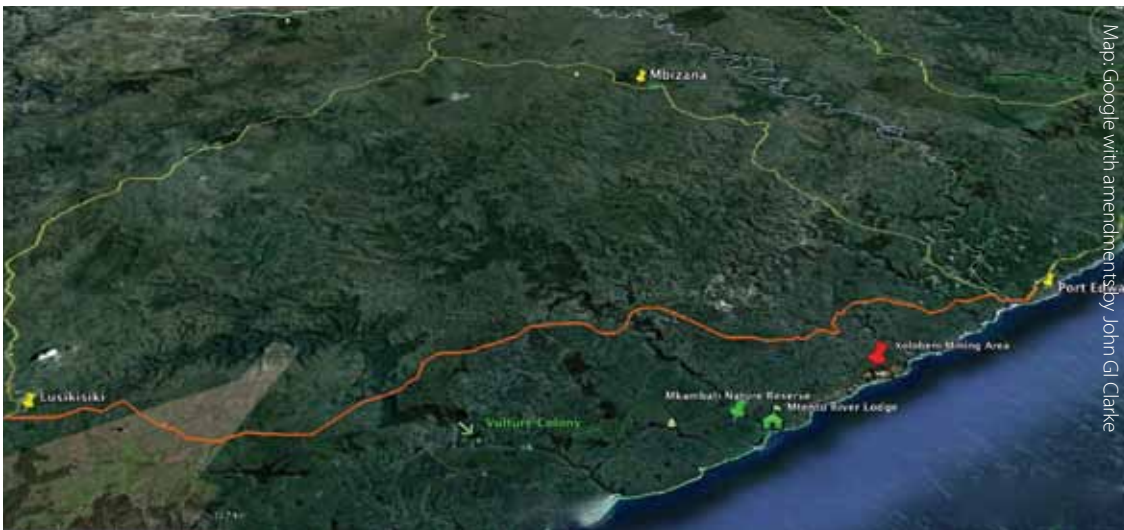 Mbizana
Port Edwa
Xolobeni Mining Area
Lusikisiki
Mkambati Nature Reserve
Mtentu River Lodge
Vulture Colony
Map: Google with amendments by John GI Clarke